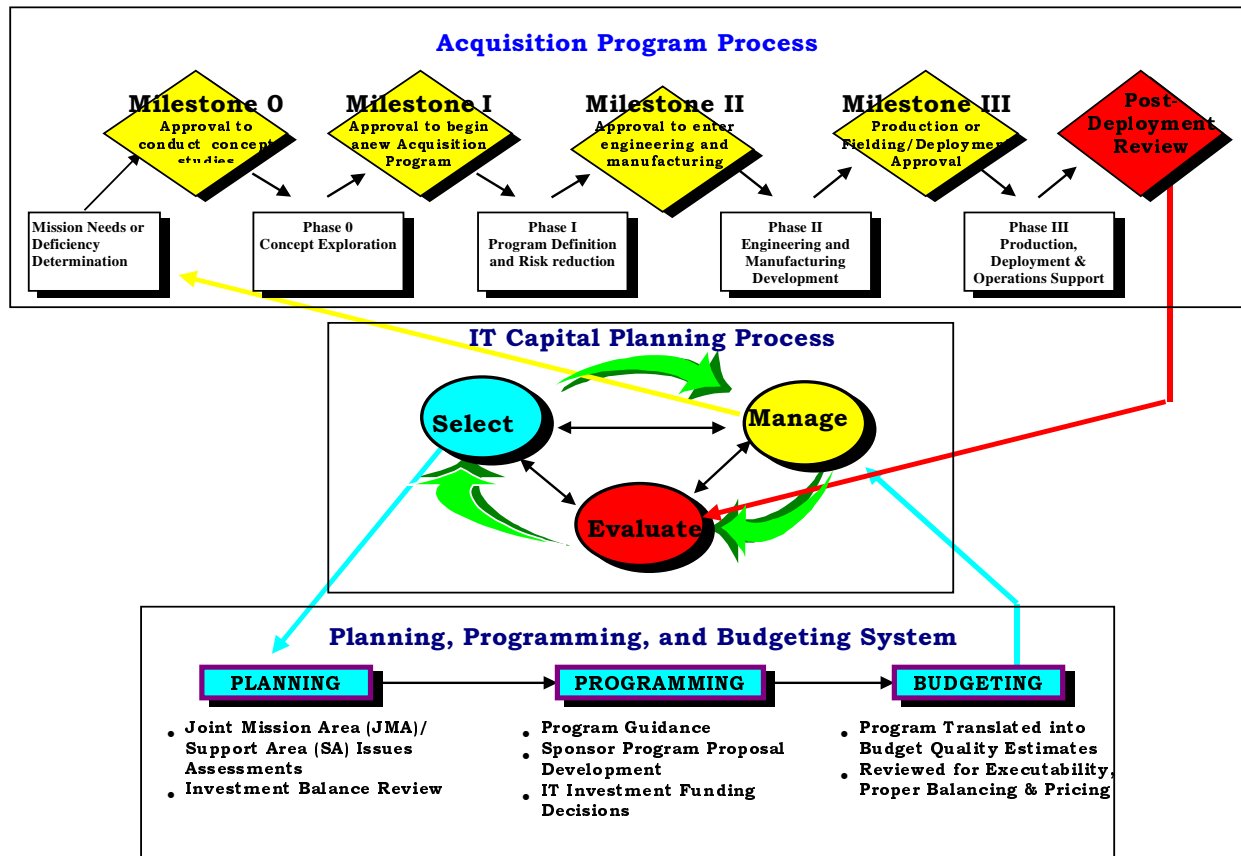 Acquisition Program Process
Milestone 0
Approval to
conduct concept
studies
Milestone I
Approval to begin
anew Acquisition
Program
Milestone II
Approval to enter
engineering and
manufacturing
Milestone III
Production or
Fielding/Deployment
Approval
Post-
Deployment
Review
Mission Needs or
Deficiency
Determination
Phase 0
Concept Exploration
Phase I
Program Definition
and Risk reduction
Phase II
Engineering and
Manufacturing
Development
Phase III
Production,
Deployment &
Operations Support
IT Capital Planning Process
Select
Manage
Evaluate
Planning, Programming, and Budgeting System
PLANNING
• Joint Mission Area (JMA)/
Support Area (SA) Issues
Assessments
• Investment Balance Review
PROGRAMMING
• Program Guidance
• Sponsor Program Proposal
Development
• IT Investment Funding
Decisions
BUDGETING
• Program Translated into
Budget Quality Estimates
• Reviewed for Executability,
Proper Balancing & Pricing